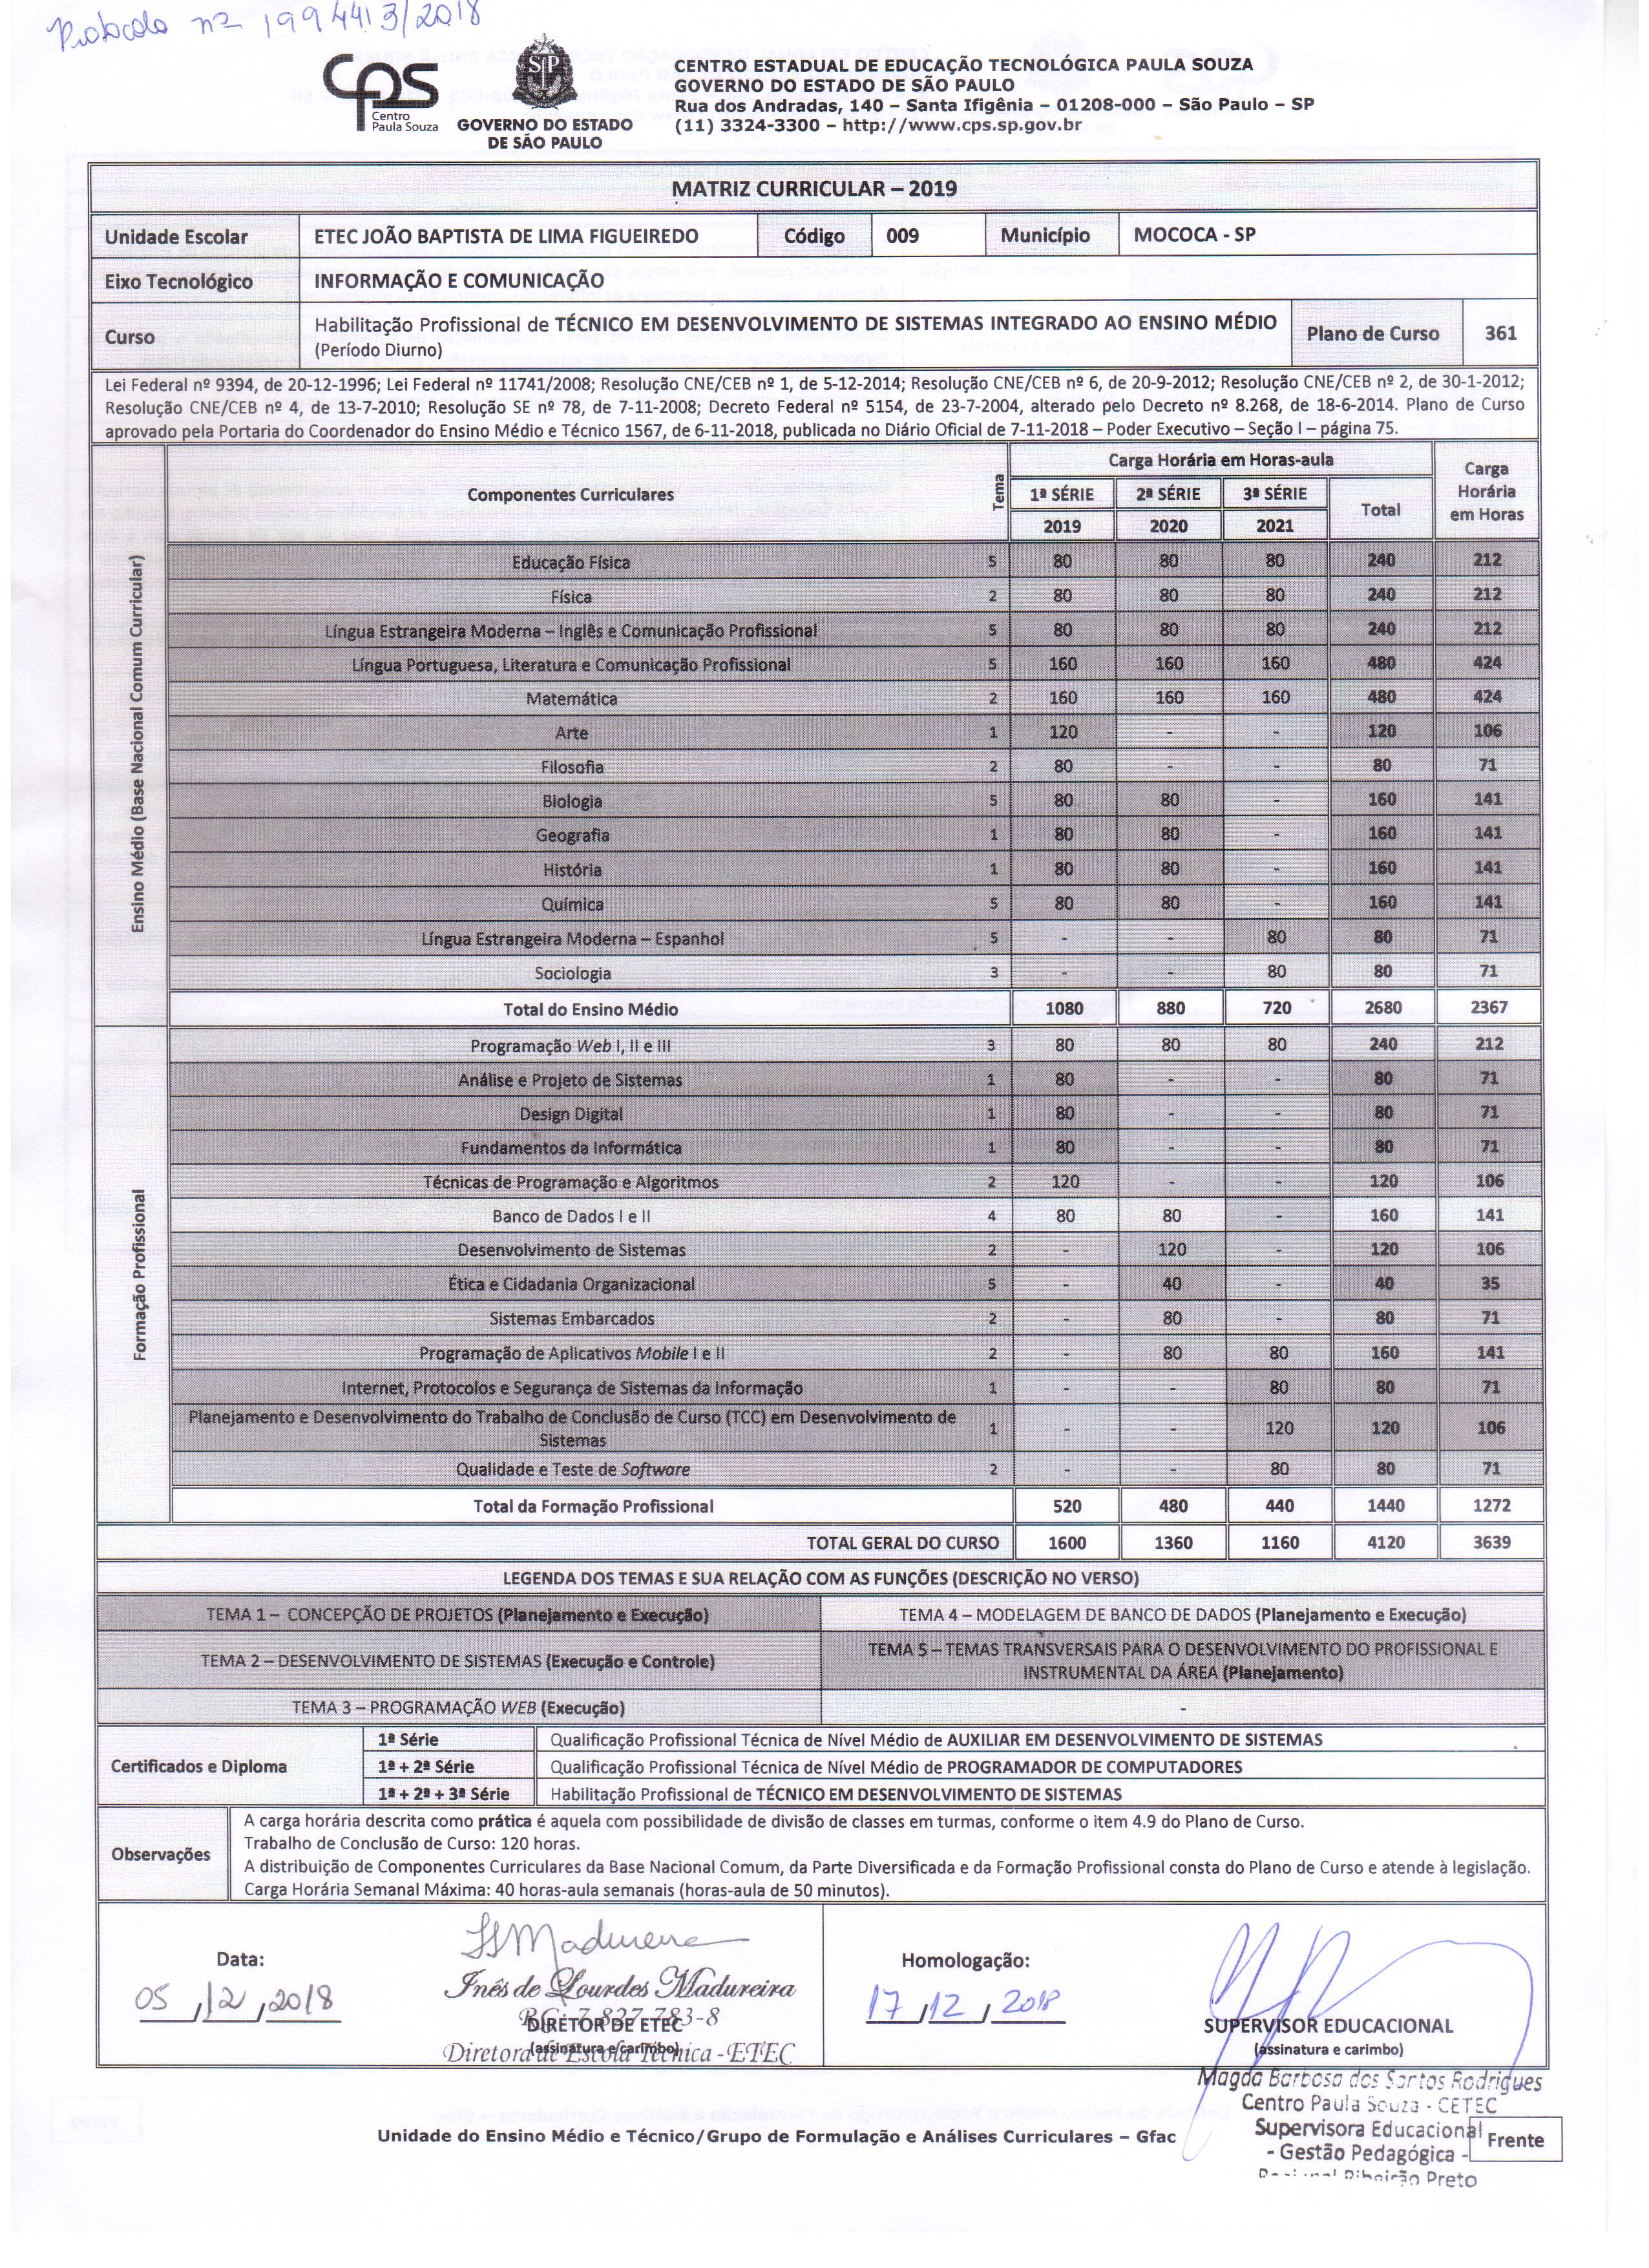 Protocolo nº 1994413/2018
cps
Centro
Paula Souza
SP
GOVERNO DO ESTADO
DE SÃO PAULO
CENTRO ESTADUAL DE EDUCAÇÃO TECNOLÓGICA PAULA SOUZA
GOVERNO DO ESTADO DE SÃO PAULO
Rua dos Andradas, 140 – Santa Ifigênia – 01208-000 – São Paulo – SP
(11) 3324-3300 – http://www.cps.sp.gov.br
MATRIZ CURRICULAR – 2019
Unidade Escolar ETEC JOÃO BAPTISTA DE LIMA FIGUEIREDO Código 009 Município MOCOCA - SP
Eixo Tecnológico INFORMAÇÃO E COMUNICAÇÃO
Curso Habilitação Profissional de TÉCNICO EM DESENVOLVIMENTO DE SISTEMAS INTEGRADO AO ENSINO MÉDIO
(Período Diurno)
Plano de Curso 361
Lei Federal nº 9394, de 20-12-1996; Lei Federal nº 11741/2008; Resolução CNE/CEB nº 1, de 5-12-2014; Resolução CNE/CEB nº 6, de 20-9-2012; Resolução CNE/CEB nº 2, de 30-1-2012;
Resolução CNE/CEB nº 4, de 13-7-2010; Resolução SE nº 78, de 7-11-2008; Decreto Federal nº 5154, de 23-7-2004, alterado pelo Decreto nº 8.268, de 18-6-2014. Plano de Curso
aprovado pela Portaria do Coordenador do Ensino Médio e Técnico 1567, de 6-11-2018, publicada no Diário Oficial de 7-11-2018 – Poder Executivo – Seção I – página 75.
Componentes Curriculares Tema Carga Horária em Horas-aula
1ª SÉRIE 2ª SÉRIE 3ª SÉRIE Total
2019 2020 2021
Carga
Horária
em Horas
Ensino Médio (Base Nacional Comum Curricular)
Educação Física 5 80 80 80 240 212
Física 2 80 80 80 240 212
Língua Estrangeira Moderna – Inglês e Comunicação Profissional 5 80 80 80 240 212
Língua Portuguesa, Literatura e Comunicação Profissional 5 160 160 160 480 424
Matemática 2 160 160 160 480 424
Arte 1 120 - - 120 106
Filosofia 2 80 - - 80 71
Biologia 5 80 80 - 160 141
Geografia 1 80 80 - 160 141
História 1 80 80 - 160 141
Química 5 80 80 - 160 141
Língua Estrangeira Moderna – Espanhol 5 - - 80 80 71
Sociologia 3 - - 80 80 71
Total do Ensino Médio 1080 880 720 2680 2367
Formação Profissional
Programação Web I, II e III 3 80 80 80 240 212
Análise e Projeto de Sistemas 1 80 - - 80 71
Design Digital 1 80 - - 80 71
Fundamentos da Informática 1 80 - - 80 71
Técnicas de Programação e Algoritmos 2 120 - - 120 106
Banco de Dados I e II 4 80 80 - 160 141
Desenvolvimento de Sistemas 2 - 120 - 120 106
Ética e Cidadania Organizacional 5 - 40 - 40 35
Sistemas Embarcados 2 - 80 - 80 71
Programação de Aplicativos Mobile I e II 2 - 80 80 160 141
Internet, Protocolos e Segurança de Sistemas da Informação 1 - - 80 80 71
Planejamento e Desenvolvimento do Trabalho de Conclusão de Curso (TCC) em Desenvolvimento de
Sistemas 1 - - 120 120 106
Qualidade e Teste de Software 2 - - 80 80 71
Total da Formação Profissional 520 480 440 1440 1272
TOTAL GERAL DO CURSO 1600 1360 1160 4120 3639
LEGENDA DOS TEMAS E SUA RELAÇÃO COM AS FUNÇÕES (DESCRIÇÃO NO VERSO)
TEMA 1 – CONCEPÇÃO DE PROJETOS (Planejamento e Execução) TEMA 4 – MODELAGEM DE BANCO DE DADOS (Planejamento e Execução)
TEMA 2 – DESENVOLVIMENTO DE SISTEMAS (Execução e Controle) TEMA 5 – TEMAS TRANSVERSAIS PARA O DESENVOLVIMENTO DO PROFISSIONAL E
INSTRUMENTAL DA ÁREA (Planejamento)
TEMA 3 – PROGRAMAÇÃO WEB (Execução) -
Certificados e Diploma
1ª Série Qualificação Profissional Técnica de Nível Médio de AUXILIAR EM DESENVOLVIMENTO DE SISTEMAS
1ª + 2ª Série Qualificação Profissional Técnica de Nível Médio de PROGRAMADOR DE COMPUTADORES
1ª + 2ª + 3ª Série Habilitação Profissional de TÉCNICO EM DESENVOLVIMENTO DE SISTEMAS
Observações
A carga horária descrita como prática é aquela com possibilidade de divisão de classes em turmas, conforme o item 4.9 do Plano de Curso.
Trabalho de Conclusão de Curso: 120 horas.
A distribuição de Componentes Curriculares da Base Nacional Comum, da Parte Diversificada e da Formação Profissional consta do Plano de Curso e atende à legislação.
Carga Horária Semanal Máxima: 40 horas-aula semanais (horas-aula de 50 minutos).
Data:
05/12/2018
Madureira
Inês de Lourdes Madureira
RG: 7.827.783-8
DIRETOR DE ETEC
(assinatura e carimbo)
Diretora de Escola Técnica - ETEC
Homologação:
17/12/2018
SUPERVISOR EDUCACIONAL
(assinatura e carimbo)
Magda Barbosa dos Santos Rodrigues
Centro Paula Souza - CETEC
Supervisora Educacional
- Gestão Pedagógica -
Regional Ribeirão Preto
Unidade do Ensino Médio e Técnico/Grupo de Formulação e Análises Curriculares – Gfac
Frente